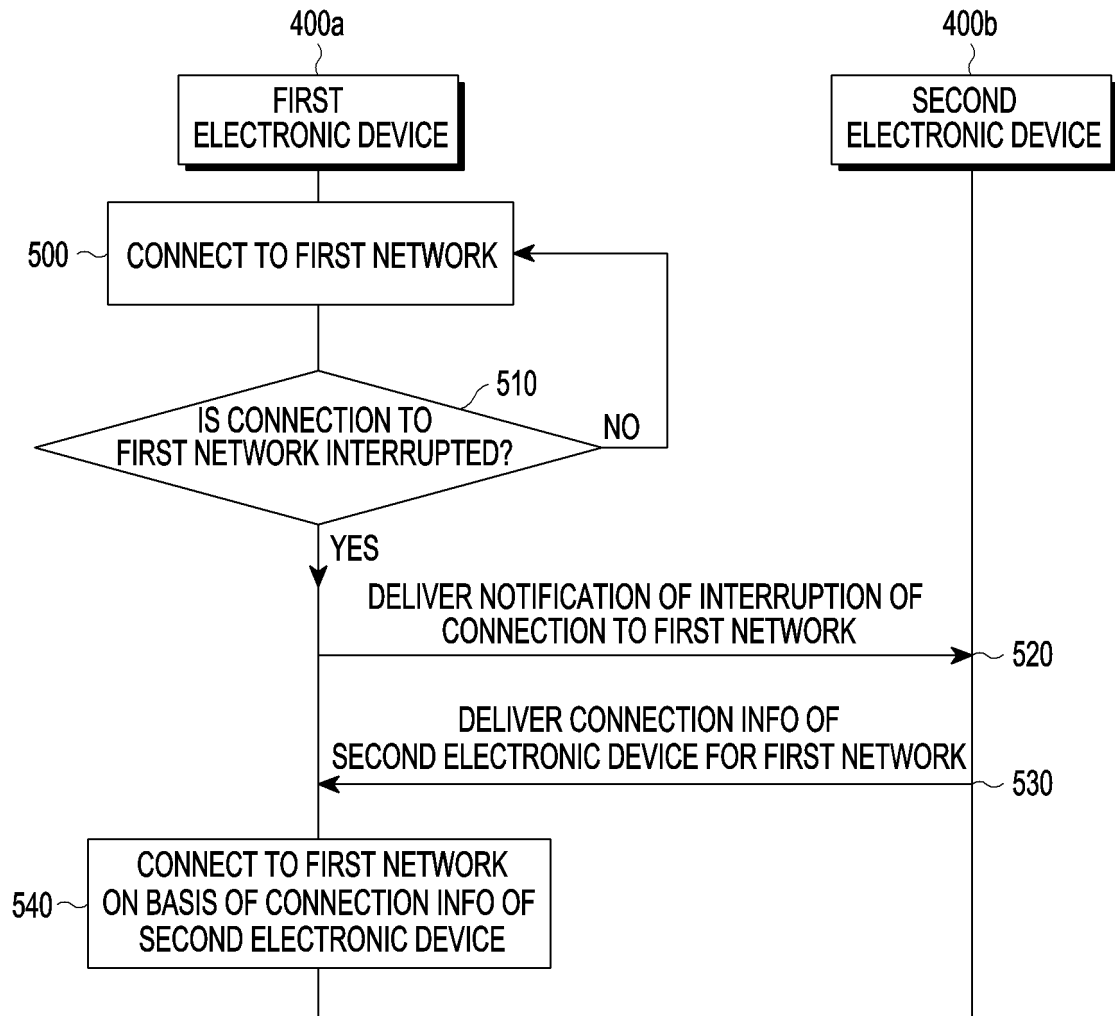 400a
400b
FIRST
ELECTRONIC DEVICE
SECOND
ELECTRONIC DEVICE
500
CONNECT TO FIRST NETWORK
510
IS CONNECTION TO
FIRST NETWORK INTERRUPTED?
NO
YES
DELIVER NOTIFICATION OF INTERRUPTION OF
CONNECTION TO FIRST NETWORK
520
DELIVER CONNECTION INFO OF
SECOND ELECTRONIC DEVICE FOR FIRST NETWORK
530
540
CONNECT TO FIRST NETWORK
ON BASIS OF CONNECTION INFO OF
SECOND ELECTRONIC DEVICE